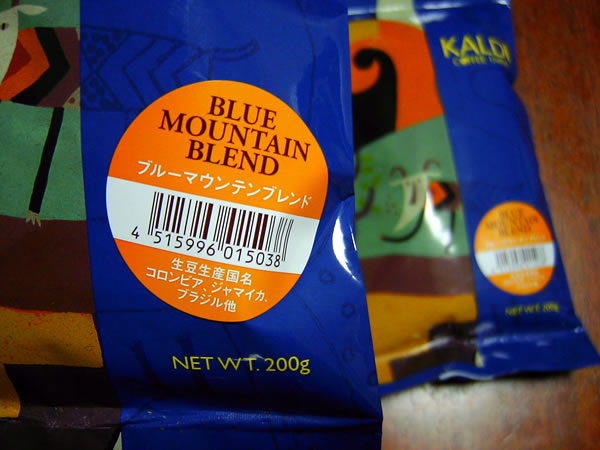 BLUE
MOUNTAIN
BLEND
ブルーマウンテンブレンド
4 515996 015038
生豆生産国名
コロンビア、ジャマイカ、
ブラジル他
NET WT. 200g
KALDI
BLUE
MOUNTAIN
BLEND
NET WT. 200g